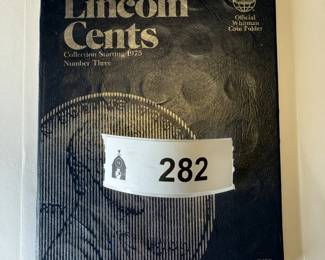 Lincoln
Cents
Collection Starting 1975
Number Three
Official
Whitman
Coin Folder
282